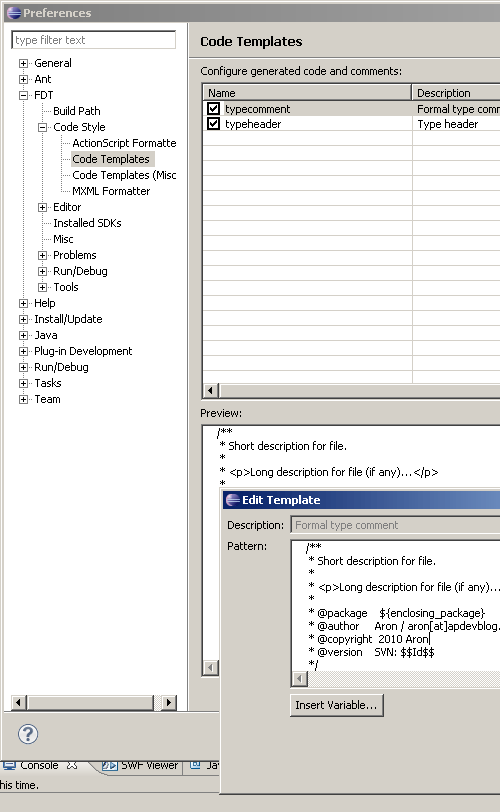 Preferences
type filter text
General
Ant
FDT
Build Path
Code Style
ActionScript Formatte
Code Templates
Code Templates (Misc
MXML Formatter
Editor
Installed SDKs
Misc
Problems
Run/Debug
Tools
Help
Install/Update
Java
Plug-in Development
Run/Debug
Tasks
Team
Code Templates
Configure generated code and comments:
Name Description
typecomment Formal type comm
typeheader Type header
Preview:
/**
* Short description for file.
*
* <p>Long description for file (if any)...</p>
*
Edit Template
Description: Formal type comment
Pattern:
/**
* Short description for file.
*
* <p>Long description for file (if any)...
*
* @package ${enclosing_package}
* @author Aron / aron[at]apdevblog.
* @copyright 2010 Aron
* @version SVN: $$Id$$
*/
Insert Variable...
Console SWF Viewer Jav
his time.